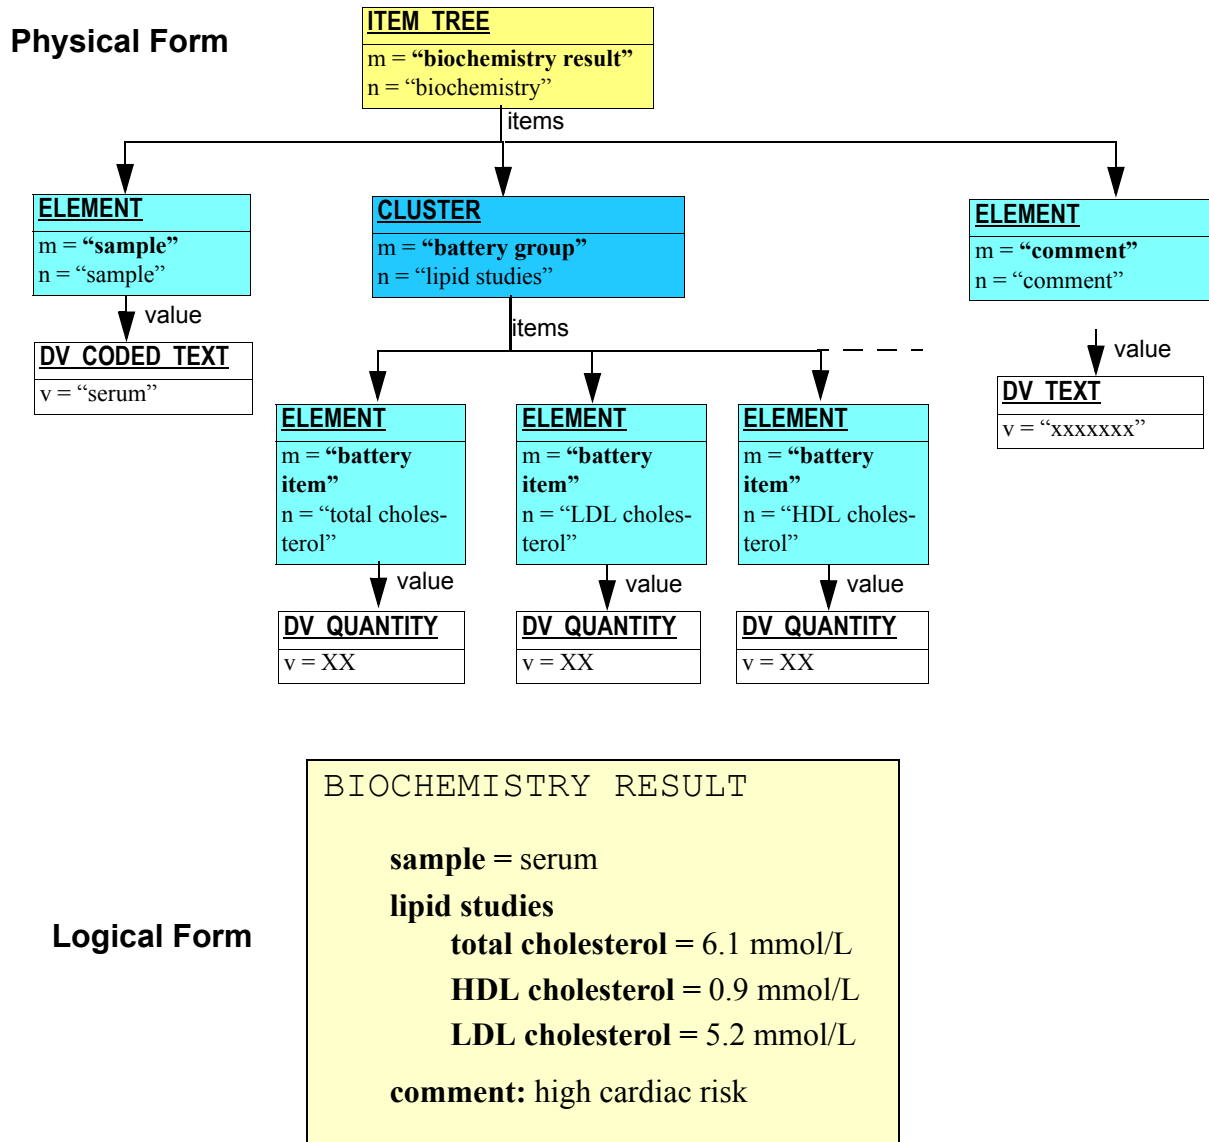 Physical Form
ITEM_TREE
m = “biochemistry result”
n = “biochemistry”
items
ELEMENT
m = “sample”
n = “sample”
value
DV_CODED_TEXT
v = “serum”
CLUSTER
m = “battery group”
n = “lipid studies”
items
ELEMENT
m = “comment”
n = “comment”
value
DV_TEXT
v = “xxxxxxx”
ELEMENT
m = “battery
item”
n = “total choles-
terol”
value
DV_QUANTITY
v = XX
ELEMENT
m = “battery
item”
n = “LDL choles-
terol”
value
DV_QUANTITY
v = XX
ELEMENT
m = “battery
item”
n = “HDL choles-
terol”
value
DV_QUANTITY
v = XX
Logical Form
BIOCHEMISTRY RESULT
sample = serum
lipid studies
total cholesterol = 6.1 mmol/L
HDL cholesterol = 0.9 mmol/L
LDL cholesterol = 5.2 mmol/L
comment: high cardiac risk